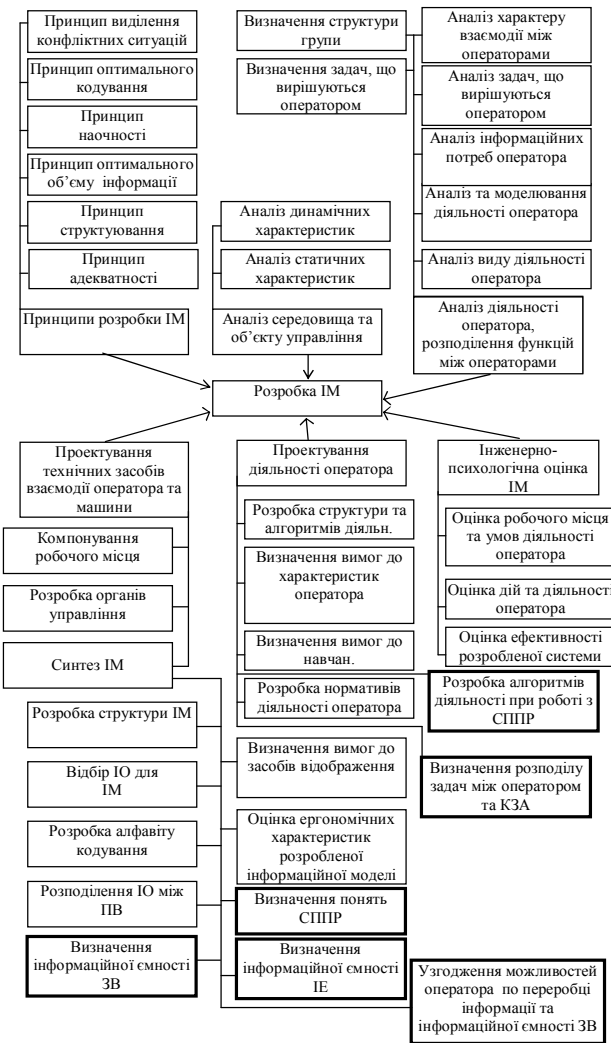 Принцип виділення
конфліктних ситуацій
Принцип оптимального
кодування
Принцип
наочності
Принцип оптимального
об’єму інформації
Принцип
структуювання
Принцип
адекватності
Принципи розробки ІМ
Аналіз динамічних
характеристик
Аналіз статичних
характеристик
Аналіз середовища та
об’єкту управління
Визначення структури
групи
Визначення задач, що
вирішуються
оператором
Аналіз характеру
взаємодії між
операторами
Аналіз задач, що
вирішуються
оператором
Аналіз інформаційних
потреб оператора
Аналіз та моделювання
діяльності оператора
Аналіз виду діяльності
оператора
Аналіз діяльності
оператора,
розподілення функцій
між операторами
Розробка ІМ
Проектування
технічних засобів
взаємодії оператора та
машини
Компонування
робочого місця
Розробка органів
управління
Синтез ІМ
Проектування
діяльності оператора
Розробка структури та
алгоритмів діяльн.
Визначення вимог до
характеристик
оператора
Визначення вимог до
навчан.
Розробка нормативів
діяльності оператора
Інженерно-
психологічна оцінка
ІМ
Оцінка робочого місця
та умов діяльності
оператора
Оцінка дій та діяльності
оператора
Оцінка ефективності
розробленої системи
Розробка алгоритмів
діяльності при роботі з
СППР
Визначення розподілу
задач між оператором
та КЗА
Розробка структури ІМ
Відбір ІО для
ІМ
Розробка алфавіту
кодування
Розподілення ІО між
ПВ
Визначення
інформаційної ємності
ЗВ
Визначення вимог до
засобів відображення
Оцінка ергономічних
характеристик
розробленої
інформаційної моделі
Визначення понять
СППР
Визначення
інформаційної ємності
ІЕ
Узгодження можливостей
оператора по переробці
інформації та
інформаційної ємності ЗВ